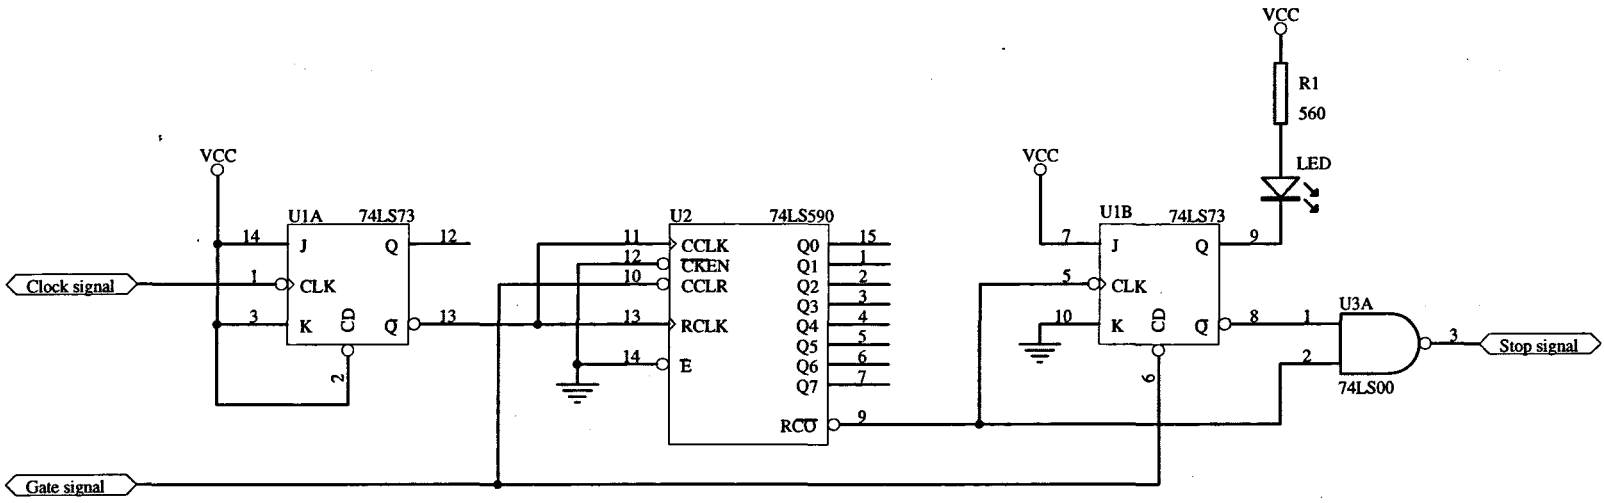 VCC
R1
560
LED
VCC
VCC
U1A 74LS73
14 J Q 12
Clock signal 1 CLK
3 K CD Q 13
2
U2 74LS590
11 CCLK Q0 15
12 CKEN Q1 1
10 CCLR Q2 2
Q3 3
13 RCLK Q4 4
Q5 5
14 E Q6 6
Q7 7
RCO 9
U1B 74LS73
7 J Q 9
5 CLK
10 K CD Q 8
6
U3A
1
2
3
74LS00
Stop signal
Gate signal